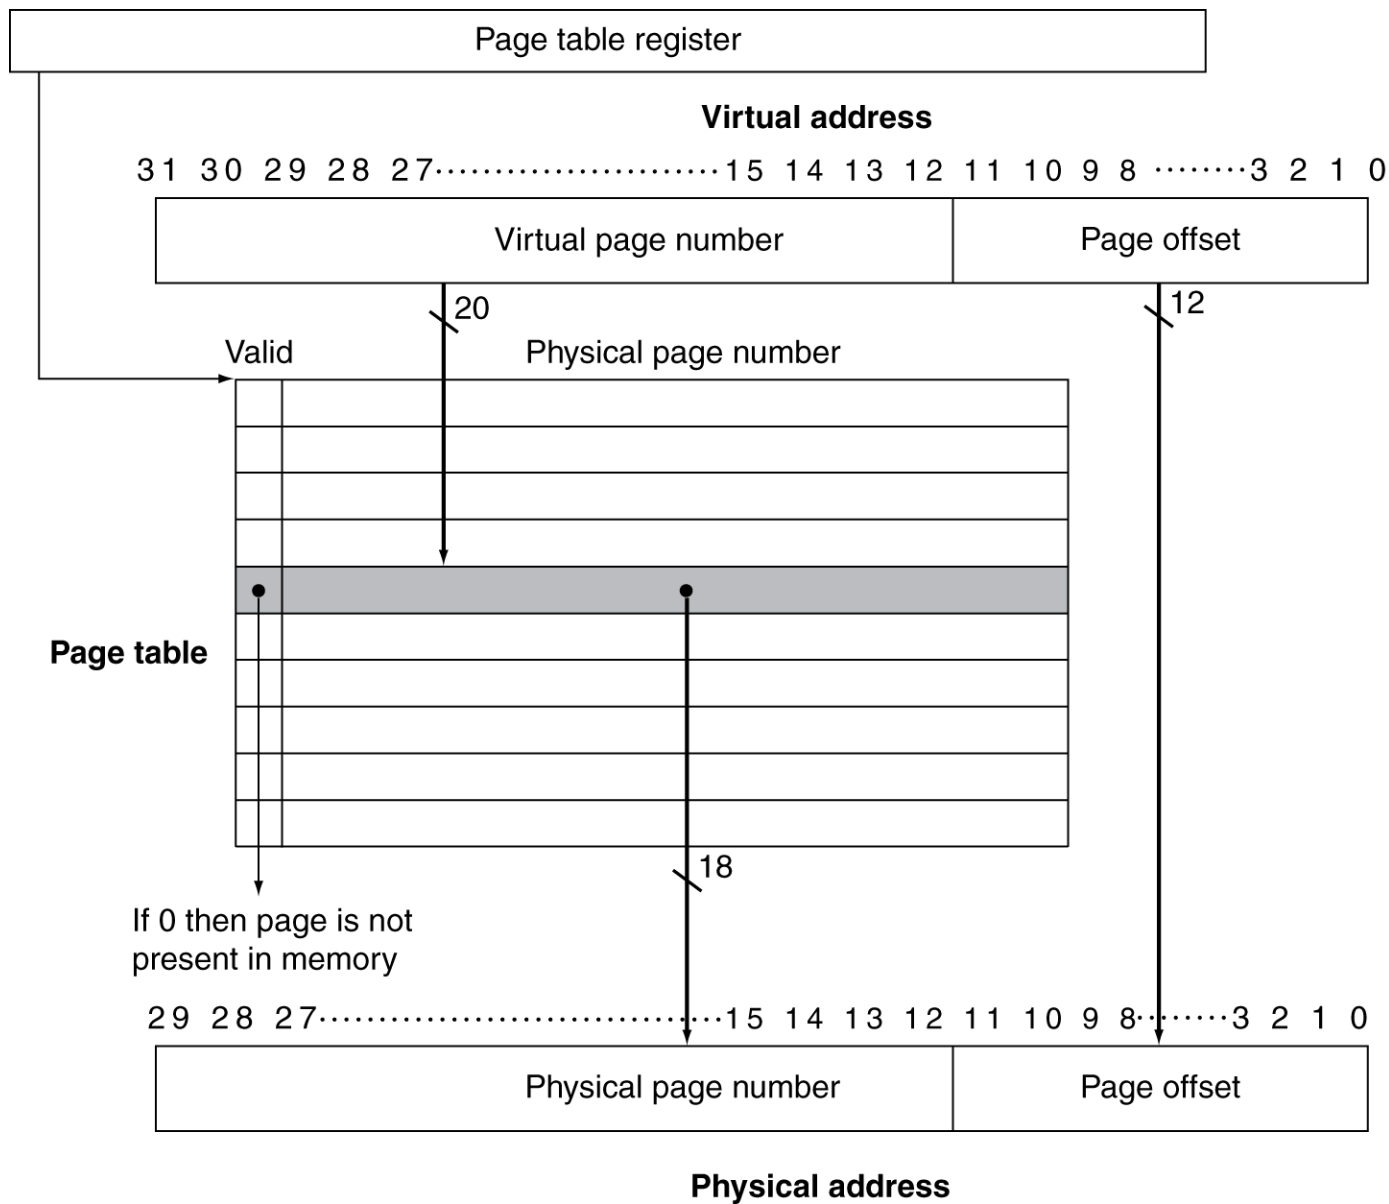 Page table register
Virtual address
31 30 29 28 27·······················15 14 13 12 11 10 9 8 ········3 2 1 0
Virtual page number
Page offset
20
12
Valid
Physical page number
Page table
18
If 0 then page is not
present in memory
29 28 27··································15 14 13 12 11 10 9 8········3 2 1 0
Physical page number
Page offset
Physical address